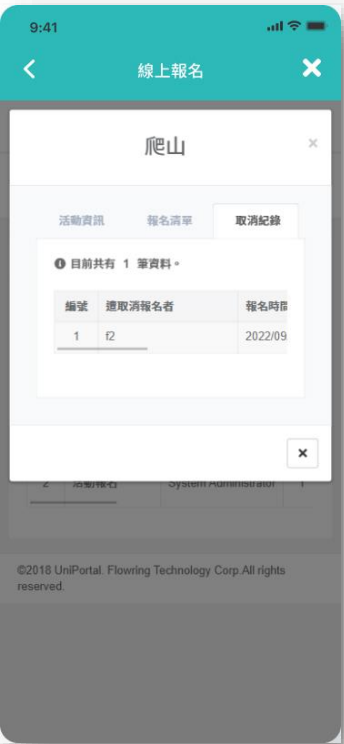 9:41
線上報名
爬山
×
活動資訊 報名清單 取消紀錄
目前共有 1 筆資料。
編號 遭取消報名者 報名時間
1 f2 2022/09
×
2 活動報名 System Administrator 1
©2018 UniPortal. Flowring Technology Corp.All rights
reserved.